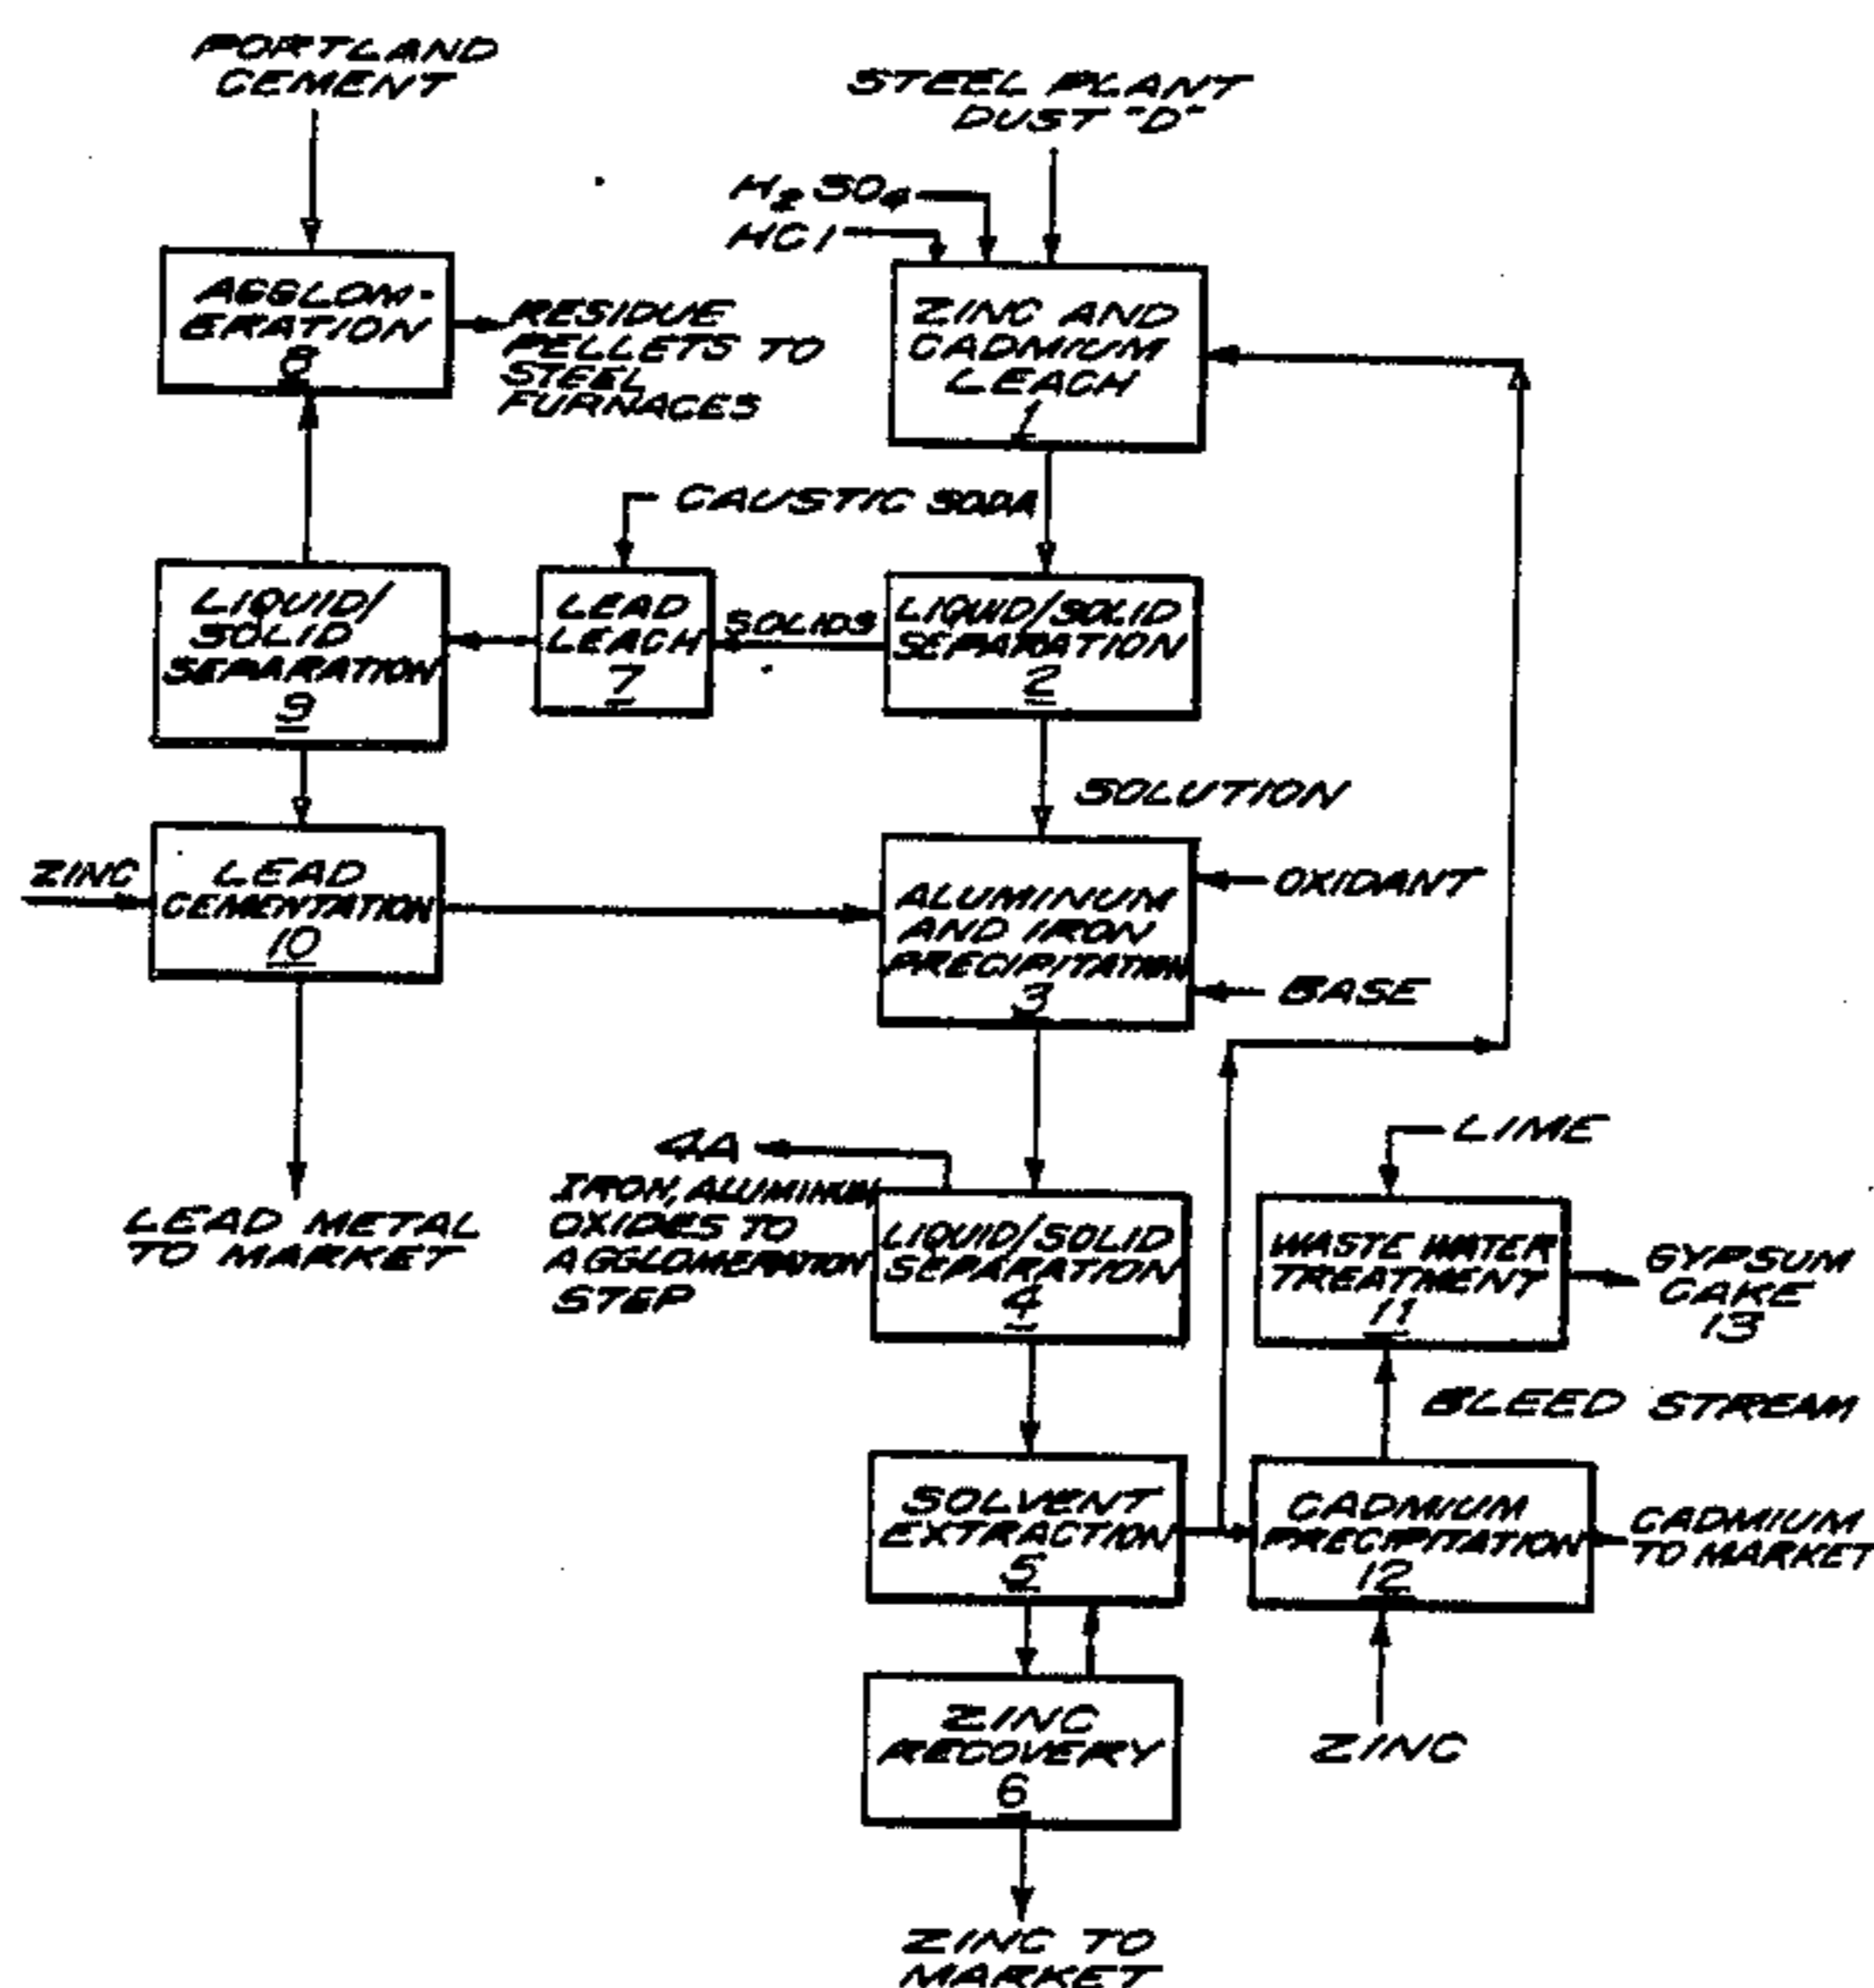 PORTLAND
CEMENT
STEEL PLANT
DUST "D"
H2SO4
HCl
AGGLOM-
ERATION
8
RESIDUE
PELLETS TO
STEEL
FURNACES
ZINC AND
CADMIUM
LEACH
1
CAUSTIC SODA
LIQUID/
SOLID
SEPARATION
9
LEAD
LEACH
7
SOLIDS
LIQUID/SOLID
SEPARATION
2
SOLUTION
ZINC
LEAD
CEMENTATION
10
ALUMINUM
AND IRON
PRECIPITATION
3
OXIDANT
BASE
LEAD METAL
TO MARKET
4A
IRON, ALUMINUM
OXIDES TO
AGGLOMERATION
STEP
LIQUID/SOLID
SEPARATION
4
LIME
WASTE WATER
TREATMENT
11
GYPSUM
CAKE
13
BLEED STREAM
SOLVENT
EXTRACTION
5
CADMIUM
PRECIPITATION
12
CADMIUM
TO MARKET
ZINC
RECOVERY
6
ZINC
ZINC TO
MARKET